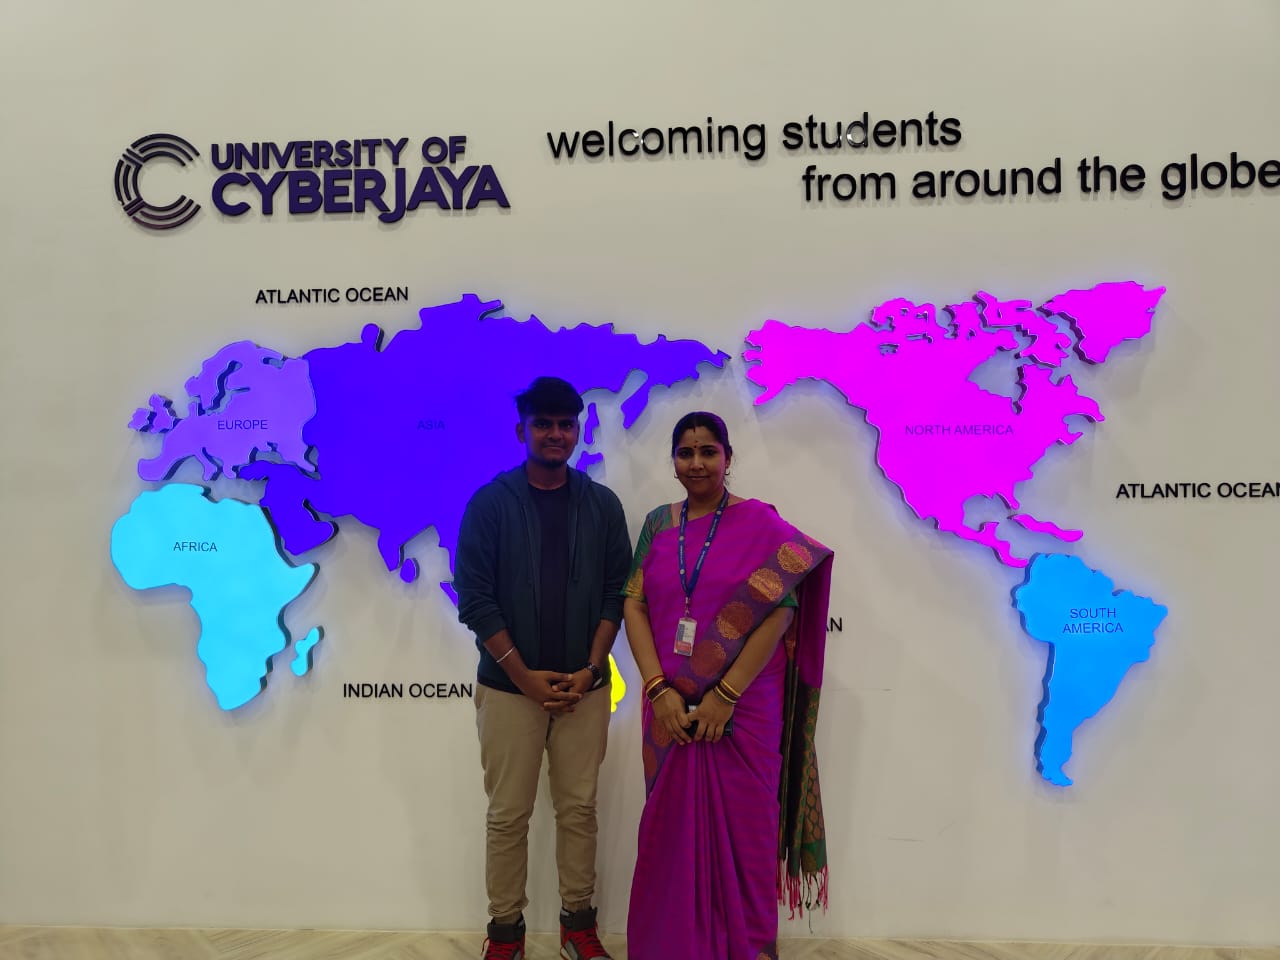 UNIVERSITY OF
CYBERJAYA
welcoming students
from around the globe
ATLANTIC OCEAN
EUROPE
ASIA
NORTH AMERICA
ATLANTIC OCEAN
AFRICA
SOUTH
AMERICA
INDIAN OCEAN